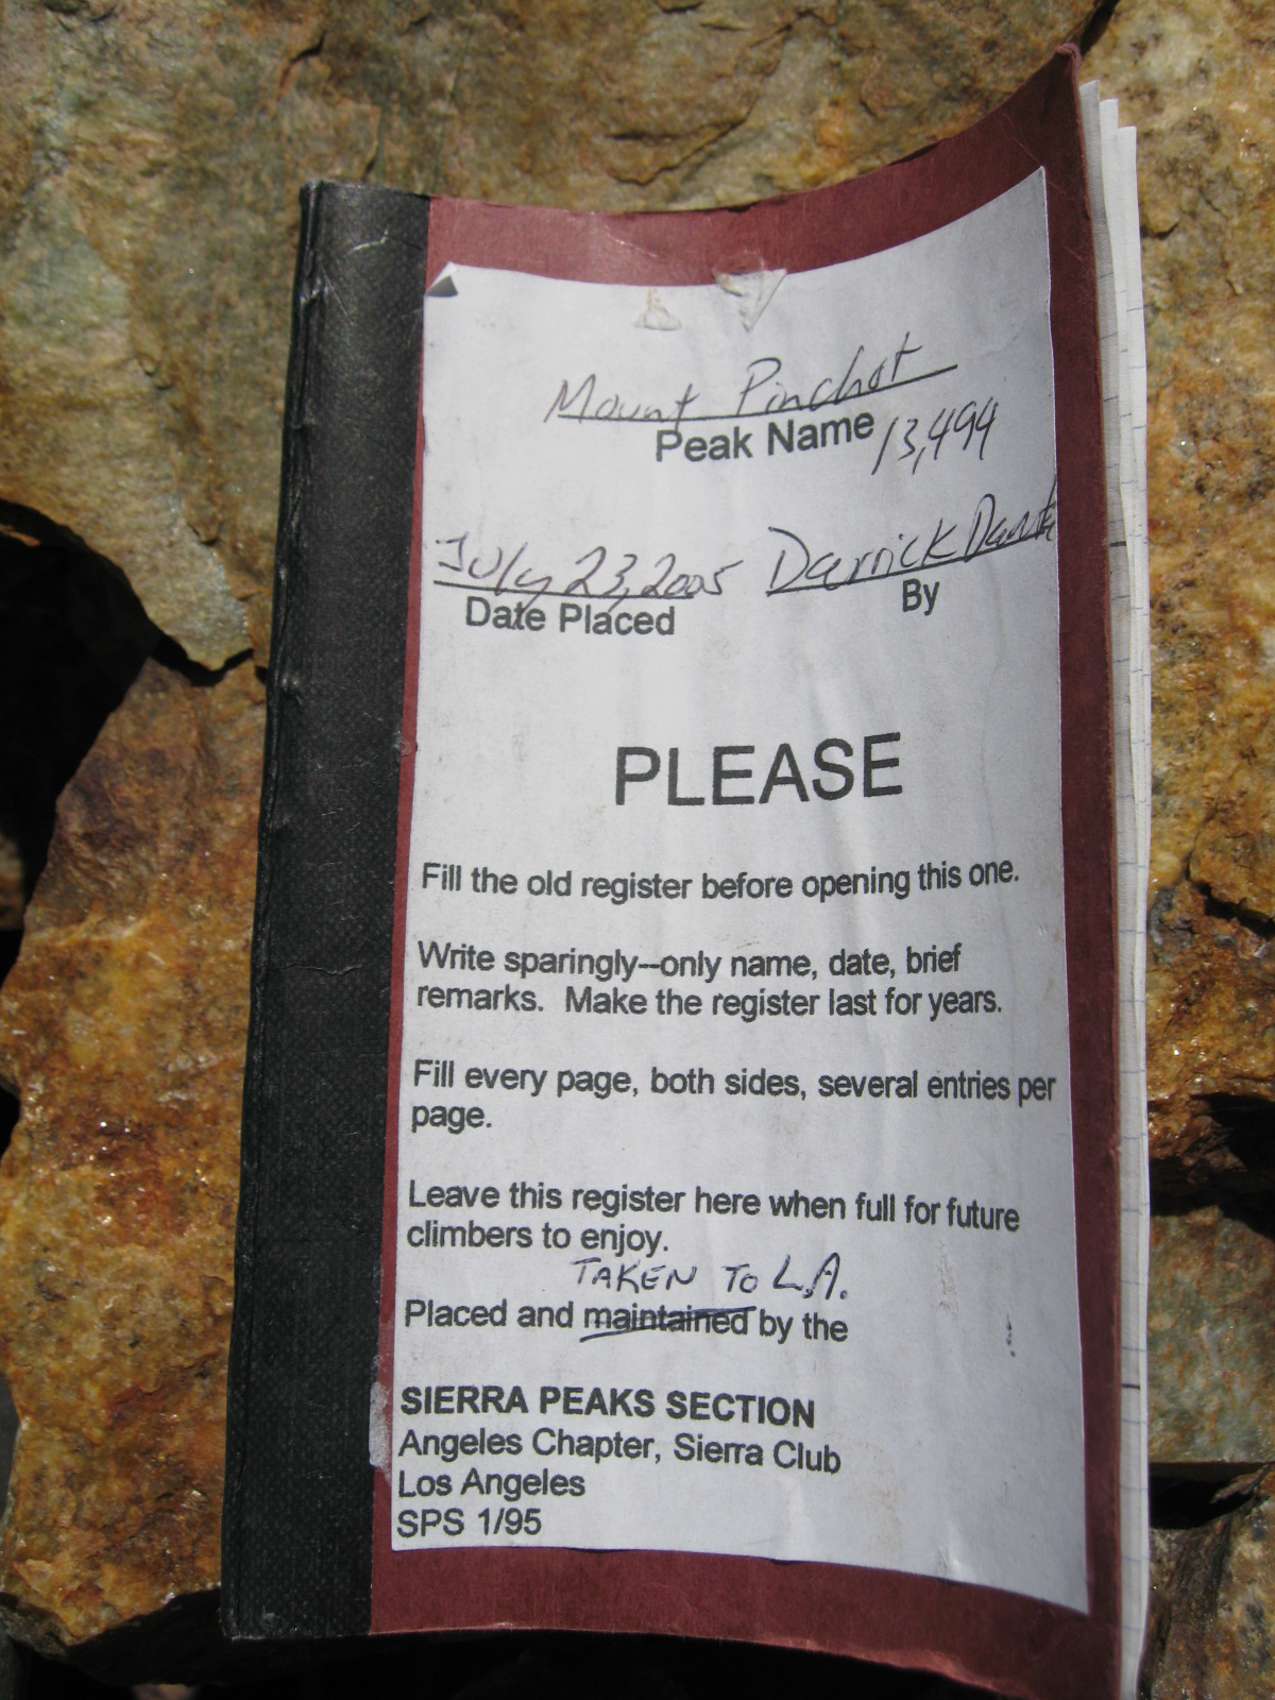 Mount Pinchot
Peak Name 13,494
July 23, 2005 Darrick Danta
Date Placed By
PLEASE
Fill the old register before opening this one.
Write sparingly--only name, date, brief
remarks. Make the register last for years.
Fill every page, both sides, several entries per
page.
Leave this register here when full for future
climbers to enjoy.
TAKEN TO L.A.
Placed and maintained by the
SIERRA PEAKS SECTION
Angeles Chapter, Sierra Club
Los Angeles
SPS 1/95